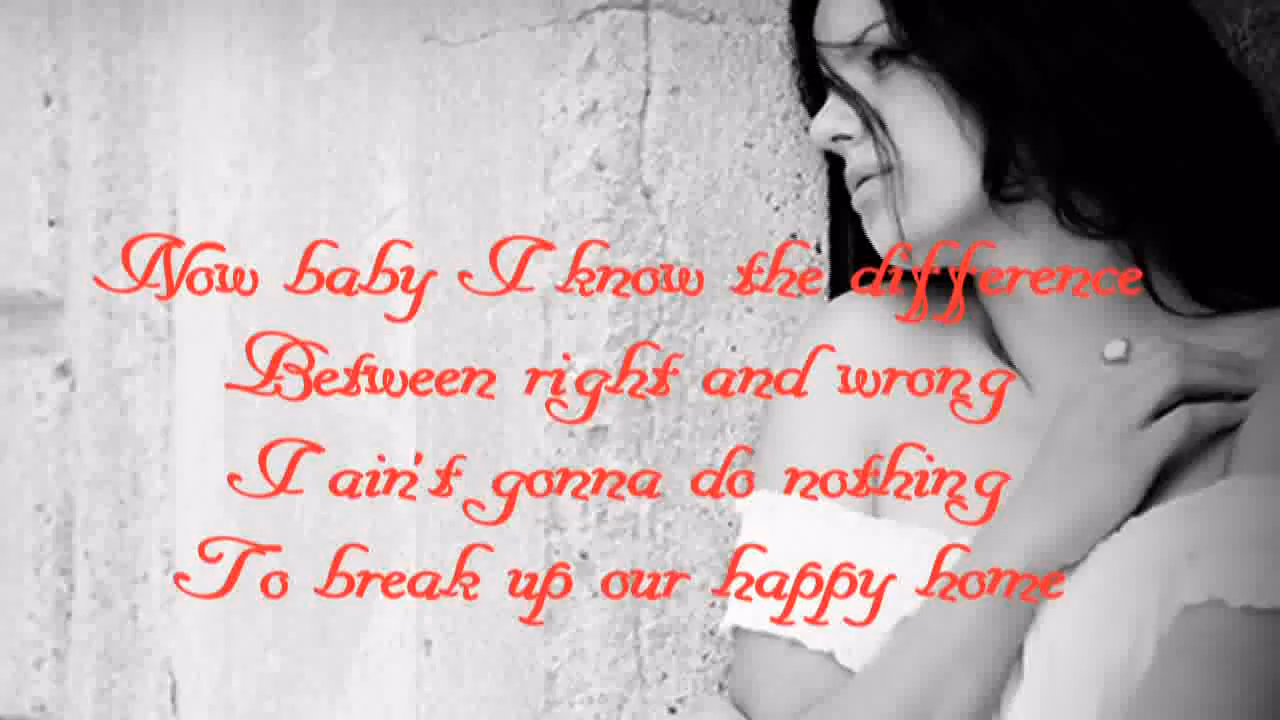 Now baby I know the difference
Between right and wrong
I ain't gonna do nothing
To break up our happy home